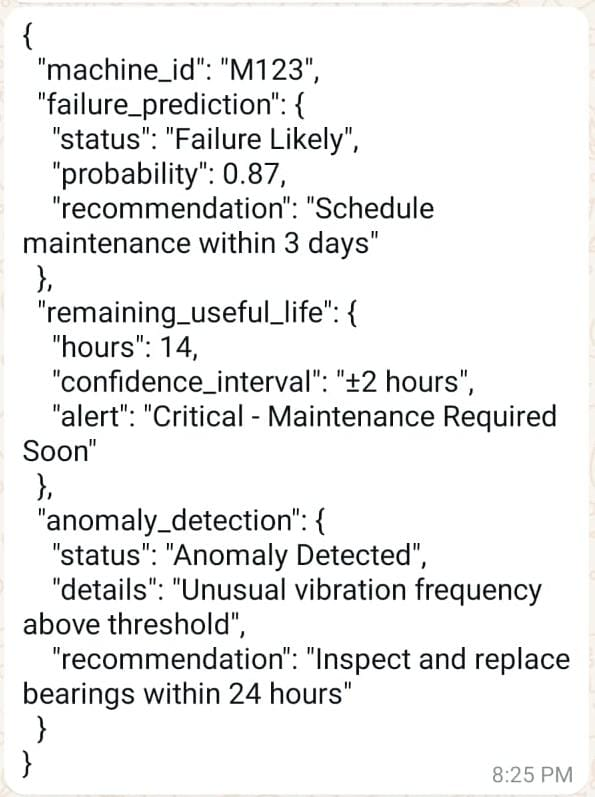 {
"machine_id": "M123",
"failure_prediction": {
"status": "Failure Likely",
"probability": 0.87,
"recommendation": "Schedule
maintenance within 3 days"
},
"remaining_useful_life": {
"hours": 14,
"confidence_interval": "±2 hours",
"alert": "Critical - Maintenance Required
Soon"
},
"anomaly_detection": {
"status": "Anomaly Detected",
"details": "Unusual vibration frequency
above threshold",
"recommendation": "Inspect and replace
bearings within 24 hours"
}
}
8:25 PM